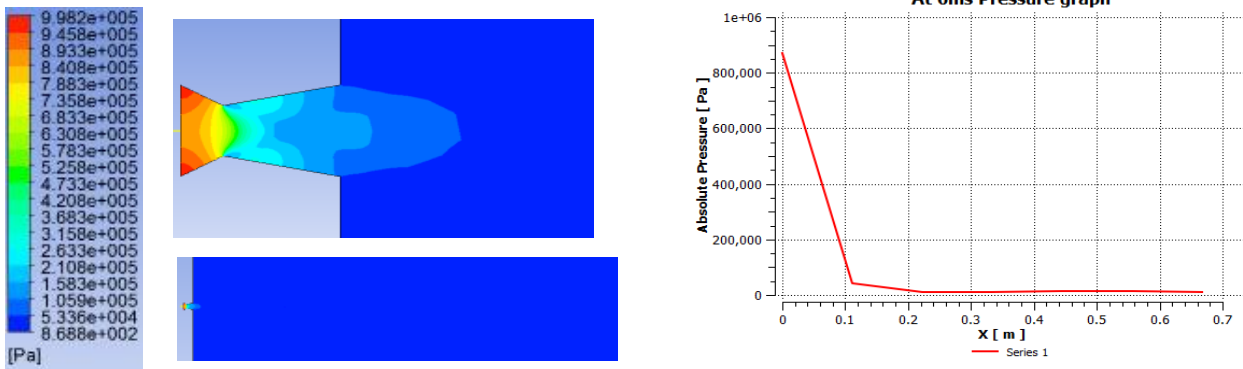 9.982e+005
9.458e+005
8.933e+005
8.408e+005
7.883e+005
7.358e+005
6.833e+005
6.308e+005
5.783e+005
5.258e+005
4.733e+005
4.208e+005
3.683e+005
3.158e+005
2.633e+005
2.108e+005
1.583e+005
1.059e+005
5.336e+004
8.688e+002
[Pa]
Pressure graph
1e+06
800,000
600,000
400,000
200,000
0
Absolute Pressure [ Pa ]
0 0.1 0.2 0.3 0.4 0.5 0.6 0.7
X [ m ]
Series 1